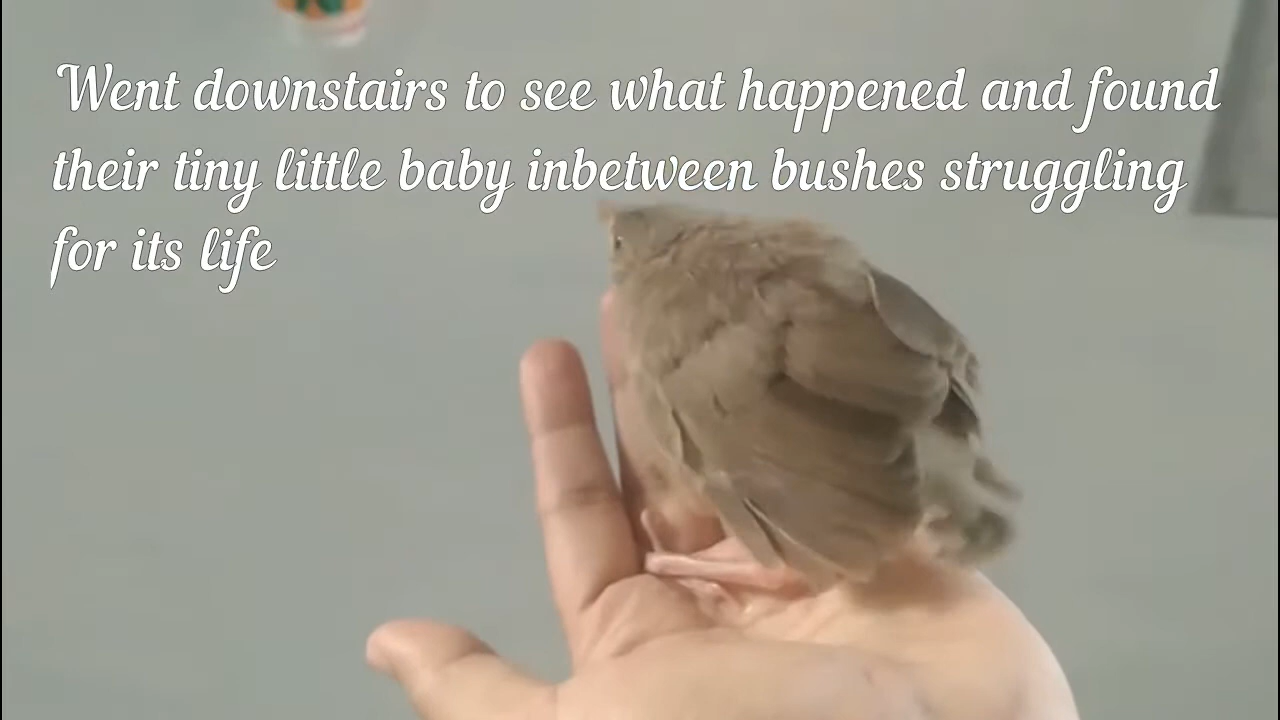 Went downstairs to see what happened and found
their tiny little baby inbetween bushes struggling
for its life